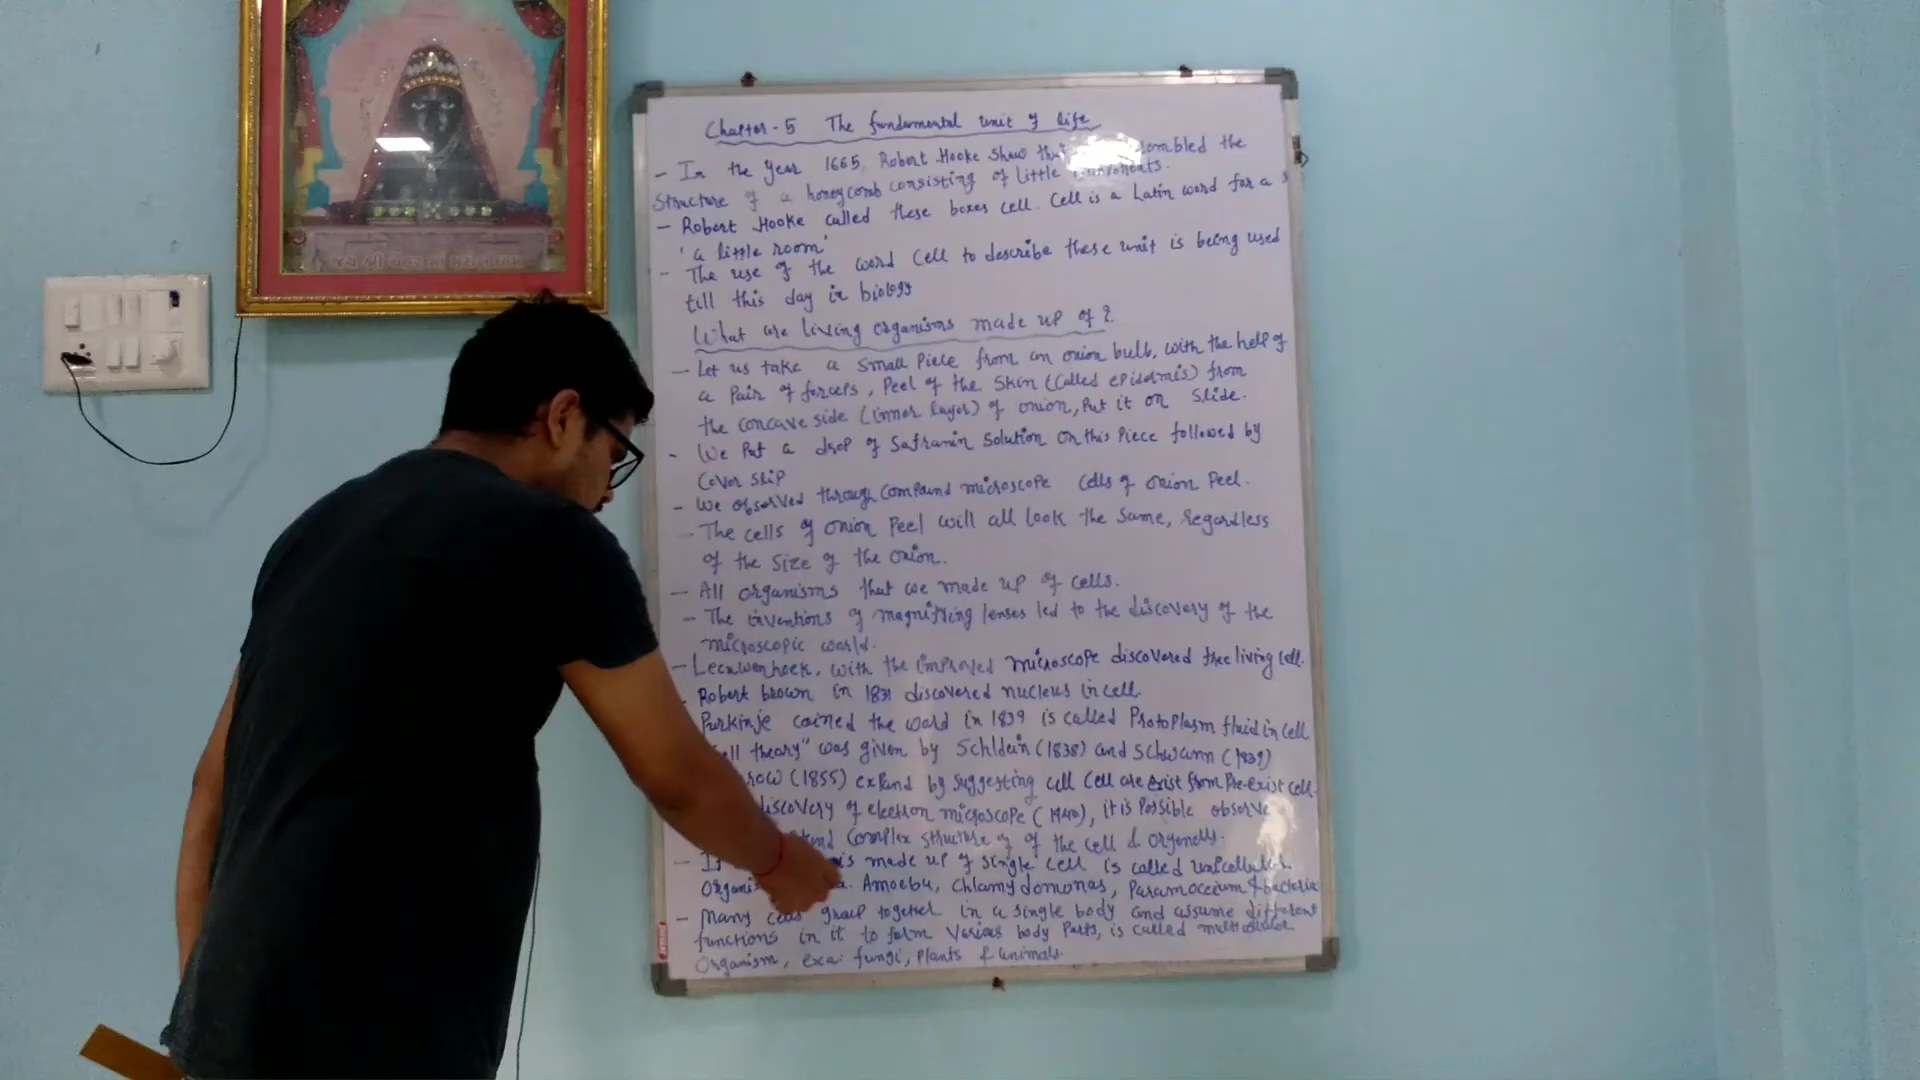 જય શ્રી
Chapter-5 The fundamental unit of life
- In the Year 1665, Robert Hooke Show the sembled the
Structure of a honeycomb consisting of little
- Robert Hooke called these boxes cell. Cell is a Latin word for a
'a little room'
- The use of the word Cell to describe these unit is being used
till this day in biology
What are living organisms made up of?
- Let us take a small Piece from an onion bulb, with the help of
a Pair of forceps, Peel of the Skin (called epidermis) from
the concave side (inner layer) of onion, Put it on Slide.
- We Put a drop of Safranin Solution on this Piece followed by
Cover Slip
- We observed through Compound microscope Cells of onion Peel.
- The cells of onion Peel will all look the Same, regardless
of the Size of the onion.
- All organisms that we made up of cells.
- The inventions of magnifying lenses led to the discovery of the
microscopic world.
- Leeuwenhoek, with the improved microscope discovered free living cell.
- Robert brown in 1831 discovered nucleus in cell.
Purkinje coined the word in 1839 is called Protoplasm fluid in cell
ell theory" was given by Schldein (1838) and Schwann (1839)
row (1855) expand by suggesting cell Cell are exist from Pre-exist cell.
discovery of electron microscope (1940), it is Possible observe
tand Complex structure of the cell & organells.
- If is made up of single cell is called unicellular
Organi a. Amoeba, Chlamydomonas, Paramoecium & bacteria
- Many cells group together in a single body and assume different
functions in it to form Various body Parts, is called multicellular
Organism, exa: fungi, Plants & animals.